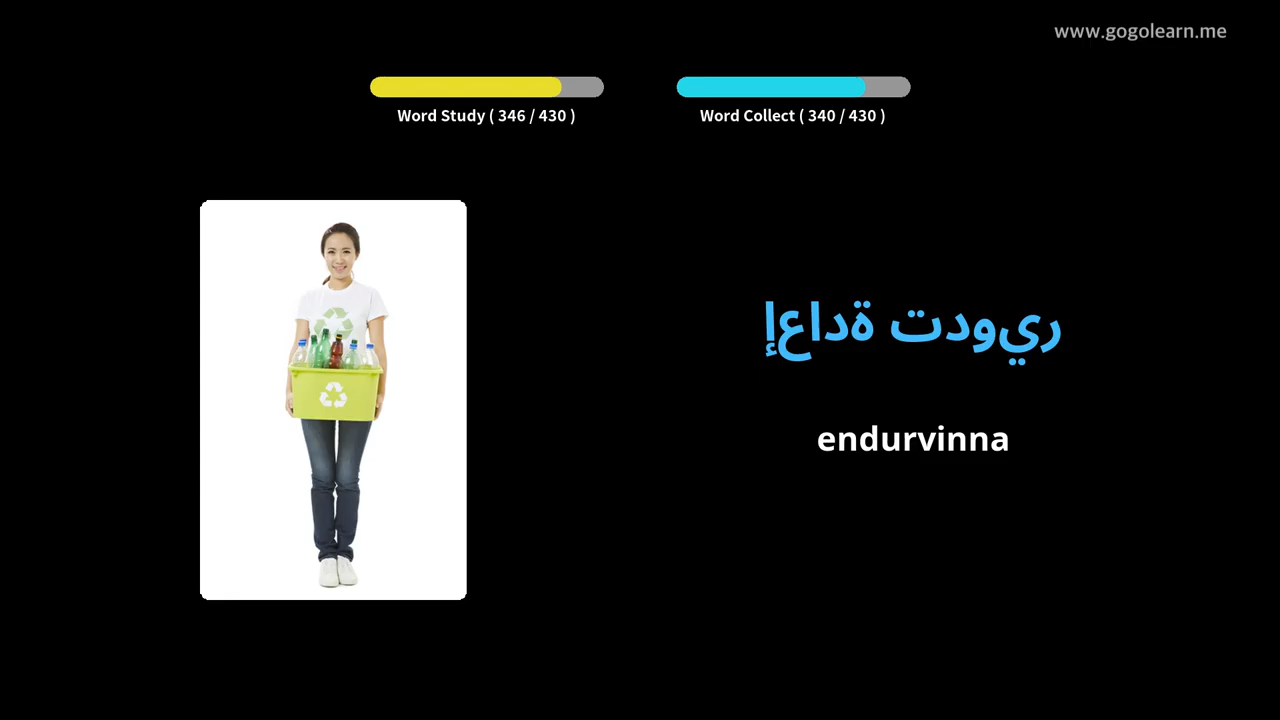 www.gogolearn.me
Word Study ( 346 / 430 )
Word Collect ( 340 / 430 )
إعادة تدوير
endurvinna